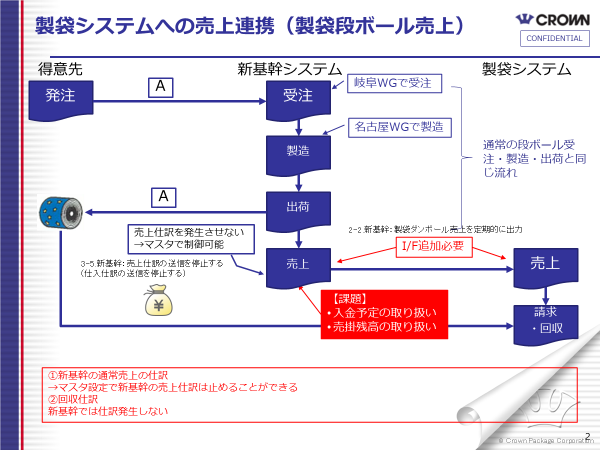 製袋システムへの売上連携（製袋段ボール売上）
CROWN
CONFIDENTIAL
得意先
新基幹システム
製袋システム
発注
A
受注
岐阜WGで受注
名古屋WGで製造
製造
通常の段ボール受
注・製造・出荷と同
じ流れ
A
出荷
売上仕訳を発生させない
→マスタで制御可能
2-2.新基幹：製袋ダンボール売上を定期的に出力
I/F追加必要
3-5.新基幹：売上仕訳の送信を停止する
（仕入仕訳の送信を停止する）
売上
売上
¥
【課題】
・入金予定の取り扱い
・売掛残高の取り扱い
請求
・回収
①新基幹の通常売上の仕訳
→マスタ設定で新基幹の売上仕訳は止めることができる
②回収仕訳
新基幹では仕訳発生しない
2
© Crown Package Corporation